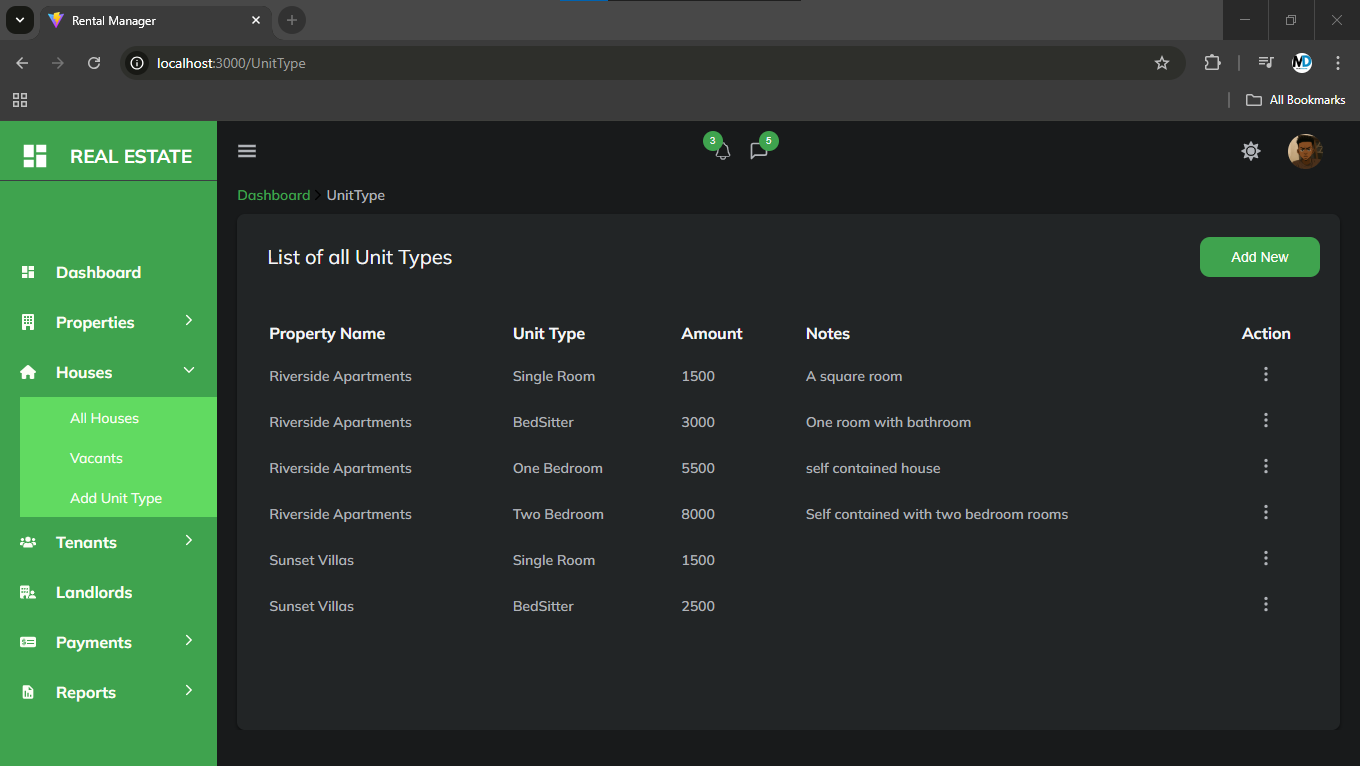 Rental Manager
localhost:3000/UnitType
All Bookmarks
REAL ESTATE
3
5
Dashboard > UnitType
Dashboard
Properties
Houses
All Houses
Vacants
Add Unit Type
Tenants
Landlords
Payments
Reports
List of all Unit Types
Add New
Property Name Unit Type Amount Notes Action
Riverside Apartments Single Room 1500 A square room
Riverside Apartments BedSitter 3000 One room with bathroom
Riverside Apartments One Bedroom 5500 self contained house
Riverside Apartments Two Bedroom 8000 Self contained with two bedroom rooms
Sunset Villas Single Room 1500
Sunset Villas BedSitter 2500